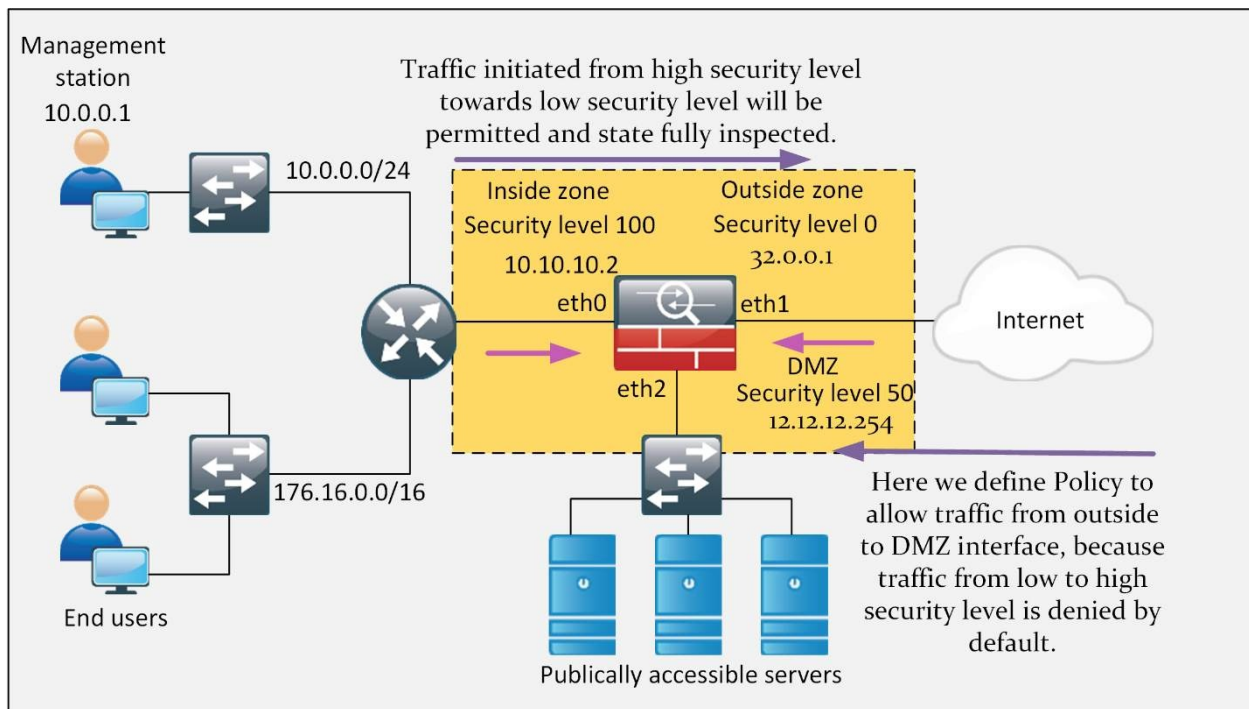 Management
station
10.0.0.1
Traffic initiated from high security level
towards low security level will be
permitted and state fully inspected.
10.0.0.0/24
Inside zone
Security level 100
10.10.10.2
Outside zone
Security level 0
32.0.0.1
eth0
eth1
Internet
eth2
DMZ
Security level 50
12.12.12.254
176.16.0.0/16
End users
Here we define Policy to
allow traffic from outside
to DMZ interface, because
traffic from low to high
security level is denied by
default.
Publically accessible servers